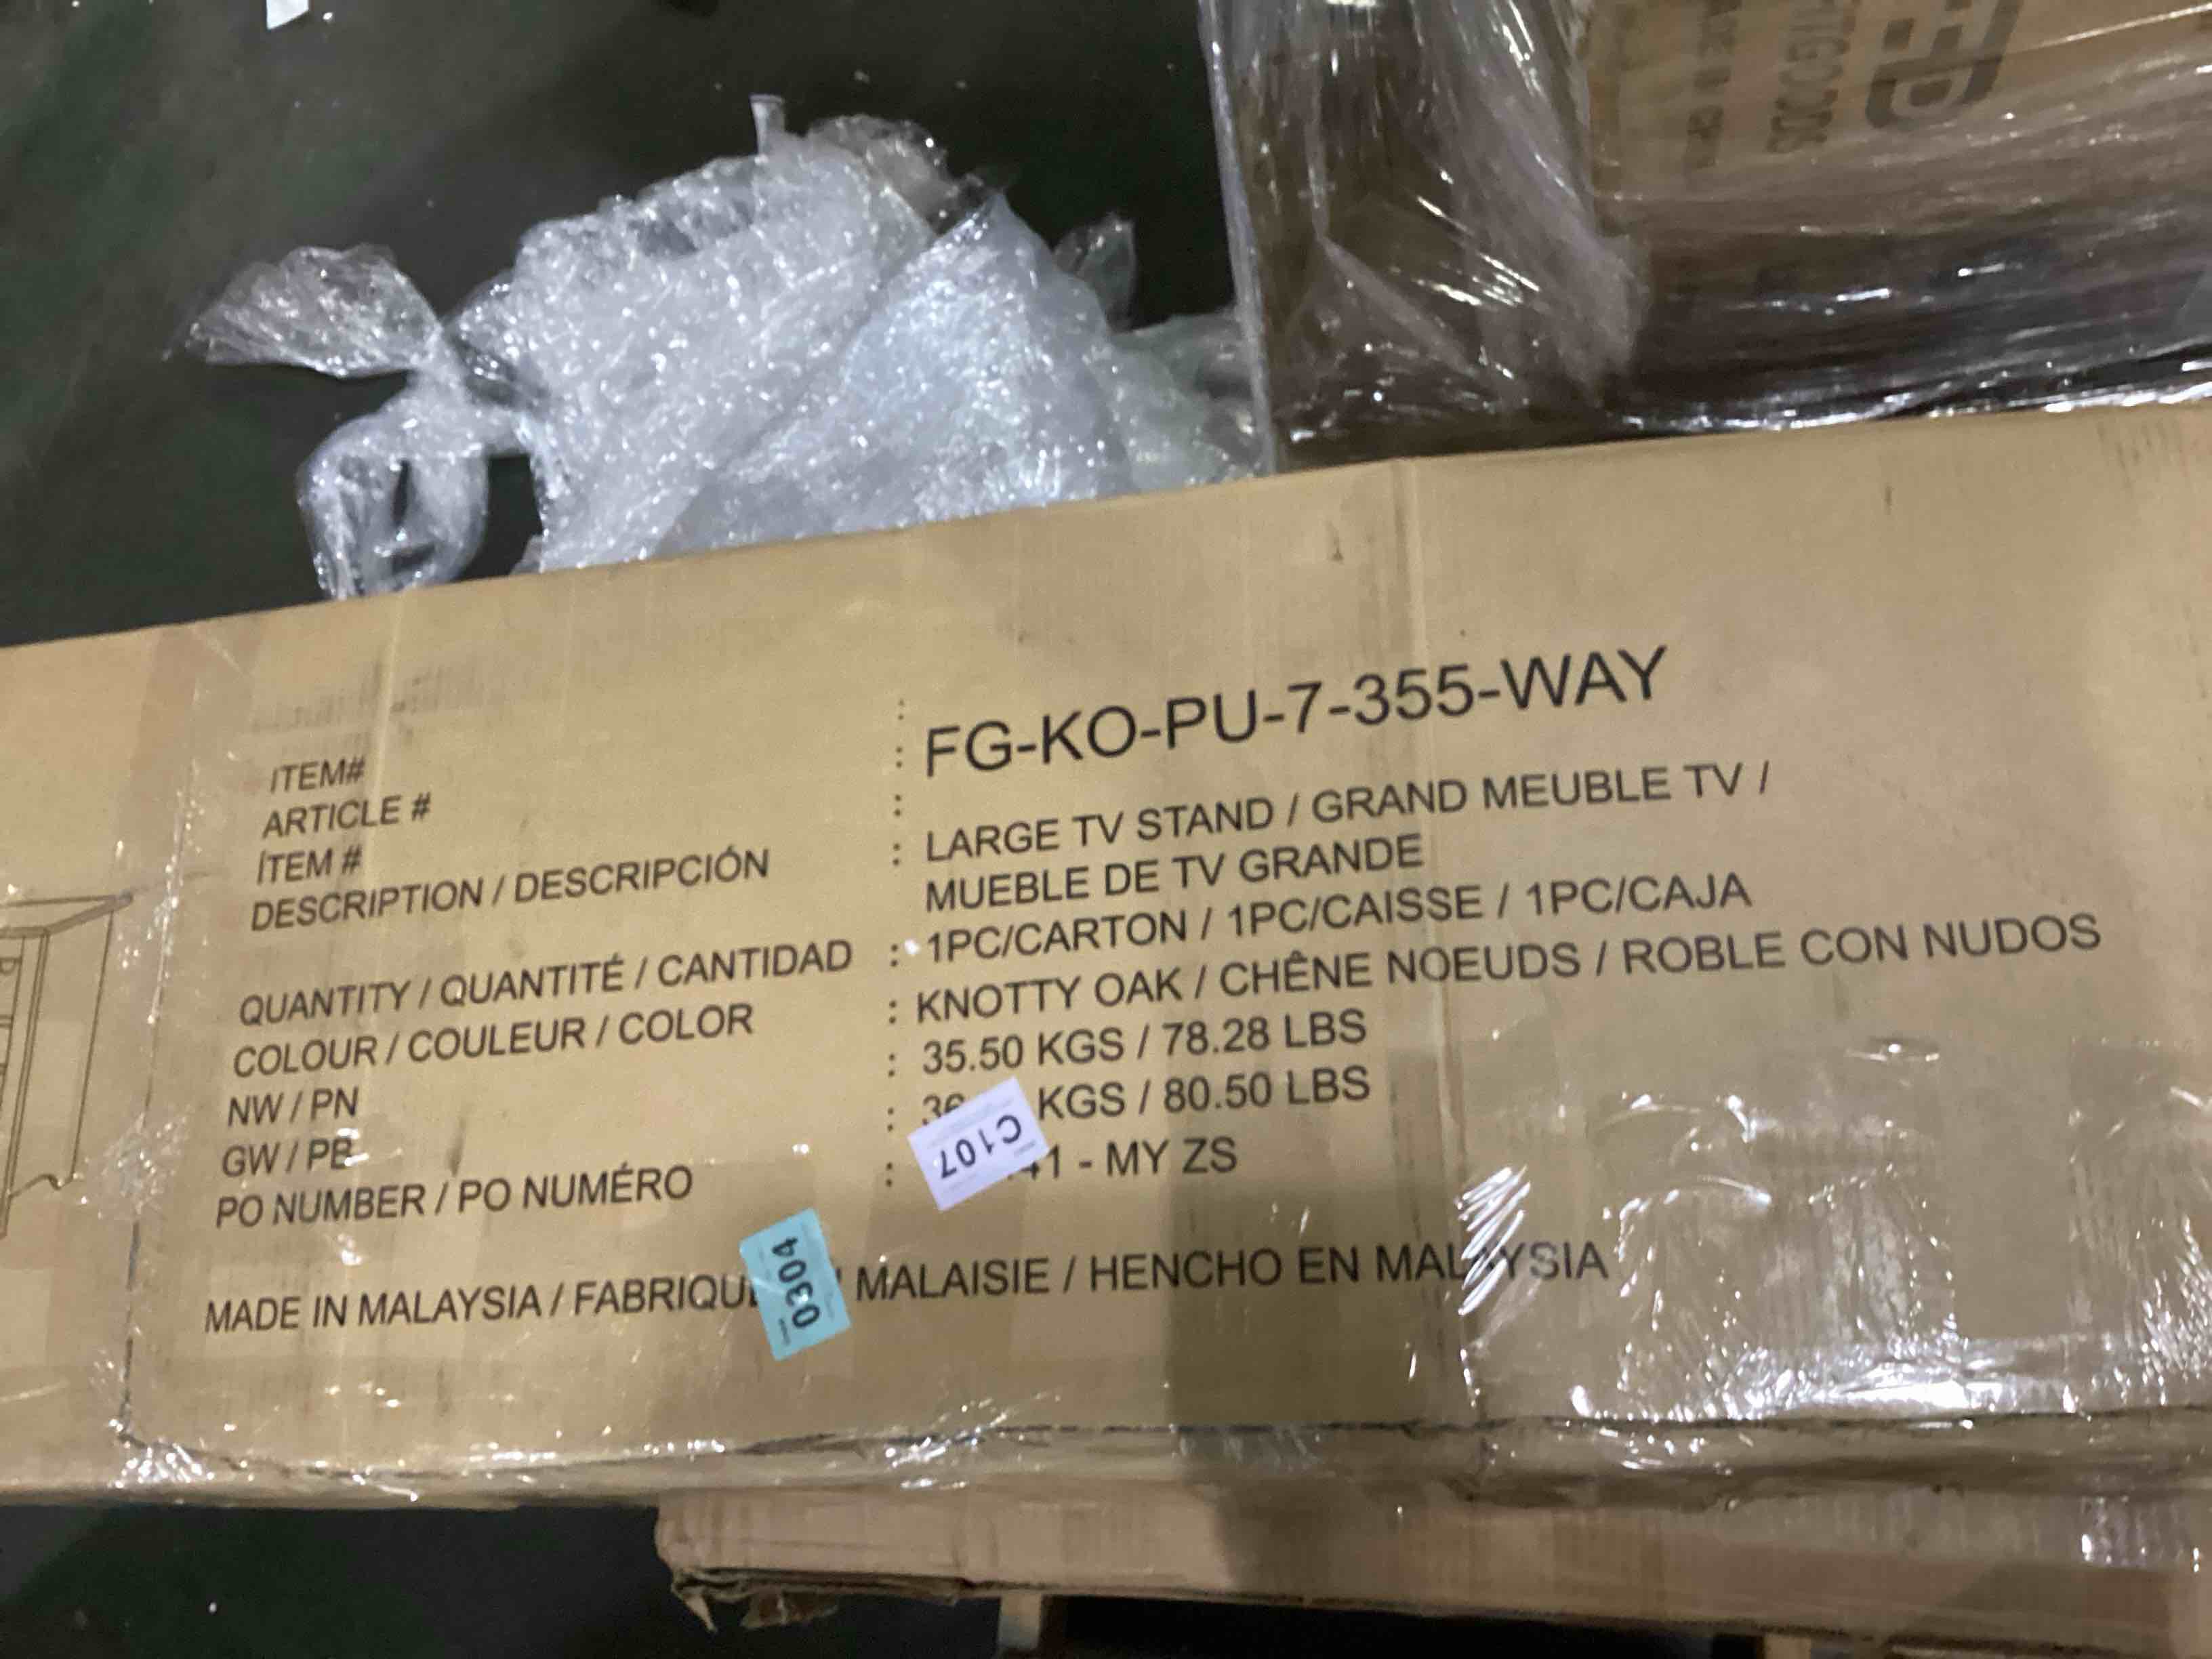 ITEM# :
ARTICLE # : FG-KO-PU-7-355-WAY
ÍTEM # :
DESCRIPTION / DESCRIPCIÓN : LARGE TV STAND / GRAND MEUBLE TV /
MUEBLE DE TV GRANDE
QUANTITY / QUANTITÉ / CANTIDAD : 1PC/CARTON / 1PC/CAISSE / 1PC/CAJA
COLOUR / COULEUR / COLOR : KNOTTY OAK / CHÊNE NOEUDS / ROBLE CON NUDOS
NW / PN : 35.50 KGS / 78.28 LBS
GW / PB : KGS / 80.50 LBS
PO NUMBER / PO NUMÉRO : - MY ZS
MADE IN MALAYSIA / MALAISIE / HENCHO EN MALAYSIA
C107
0304